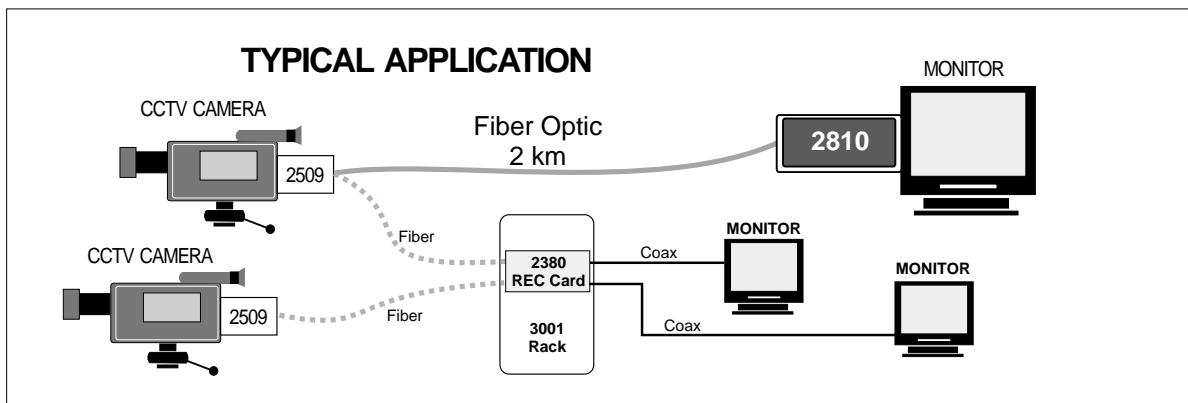 TYPICAL APPLICATION
MONITOR
CCTV CAMERA
Fiber Optic
2 km
2810
2509
Fiber
MONITOR
Coax
CCTV CAMERA
2380
REC Card
MONITOR
2509
Fiber
Coax
3001
Rack